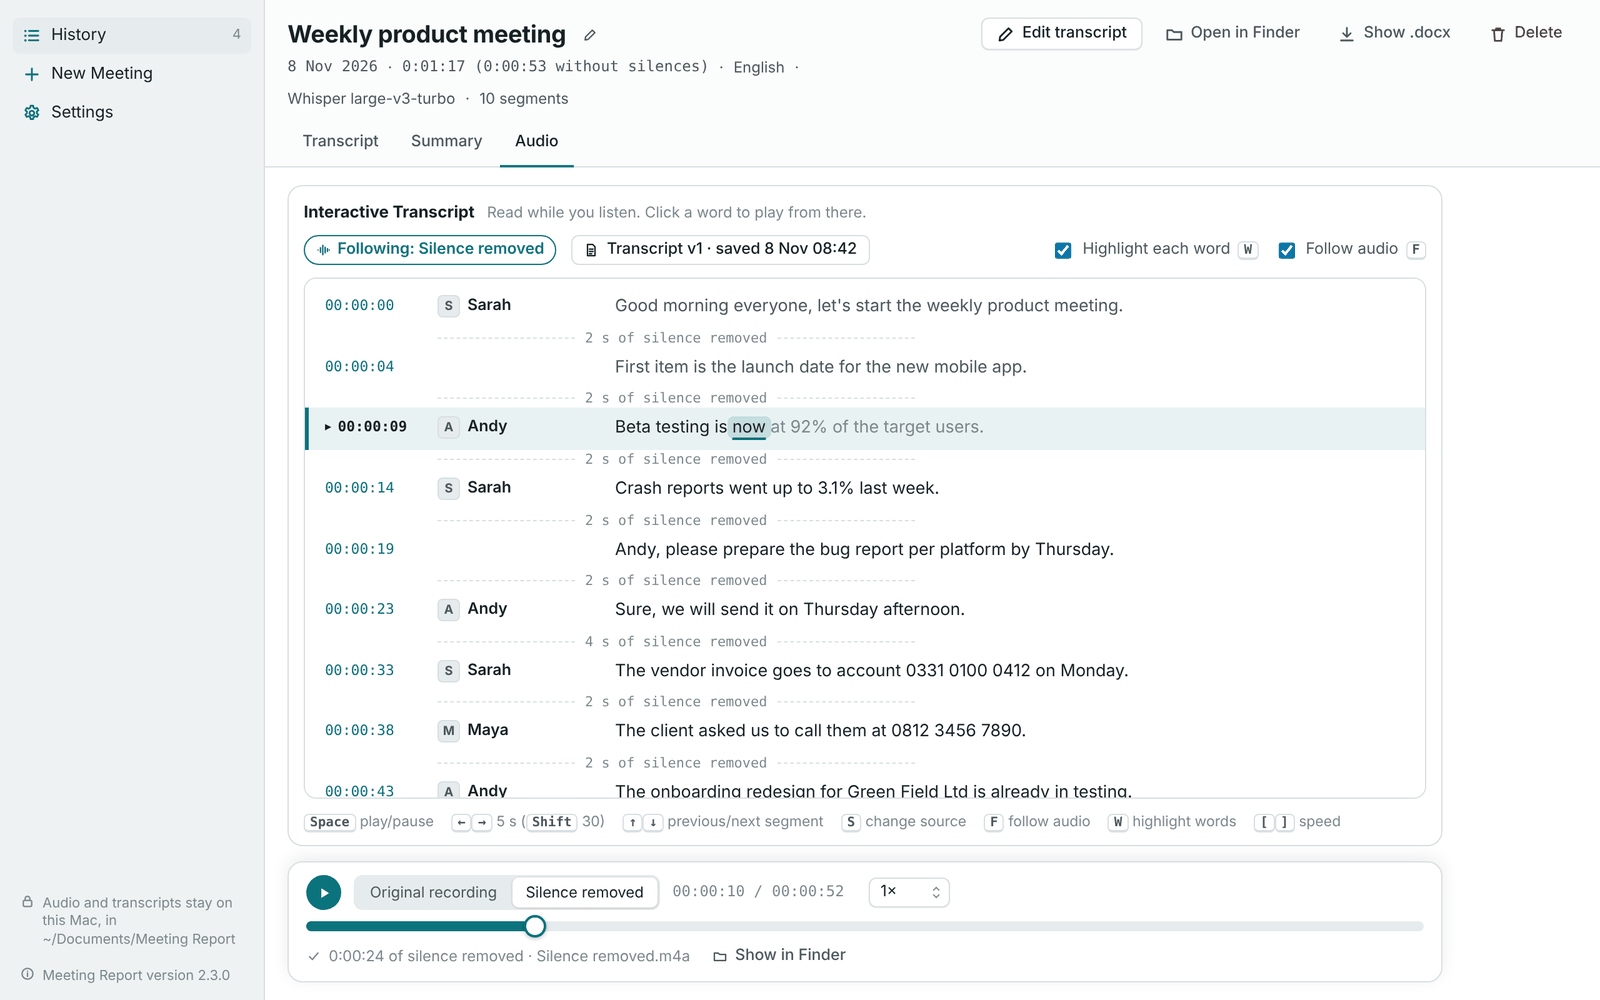 History 4
New Meeting
Settings
Audio and transcripts stay on
this Mac, in
~/Documents/Meeting Report
Meeting Report version 2.3.0
Weekly product meeting
Edit transcript
Open in Finder
Show .docx
Delete
8 Nov 2026 · 0:01:17 (0:00:53 without silences) · English ·
Whisper large-v3-turbo · 10 segments
Transcript Summary Audio
Interactive Transcript Read while you listen. Click a word to play from there.
Following: Silence removed Transcript v1 · saved 8 Nov 08:42 Highlight each word W Follow audio F
00:00:00 S Sarah Good morning everyone, let's start the weekly product meeting.
2 s of silence removed
00:00:04 First item is the launch date for the new mobile app.
2 s of silence removed
00:00:09 A Andy Beta testing is now at 92% of the target users.
2 s of silence removed
00:00:14 S Sarah Crash reports went up to 3.1% last week.
2 s of silence removed
00:00:19 Andy, please prepare the bug report per platform by Thursday.
2 s of silence removed
00:00:23 A Andy Sure, we will send it on Thursday afternoon.
4 s of silence removed
00:00:33 S Sarah The vendor invoice goes to account 0331 0100 0412 on Monday.
2 s of silence removed
00:00:38 M Maya The client asked us to call them at 0812 3456 7890.
2 s of silence removed
00:00:43 A Andy The onboarding redesign for Green Field Ltd is already in testing.
Space play/pause ← → 5 s (Shift 30) ↑ ↓ previous/next segment S change source F follow audio W highlight words [ ] speed
Original recording Silence removed 00:00:10 / 00:00:52 1×
0:00:24 of silence removed · Silence removed.m4a Show in Finder